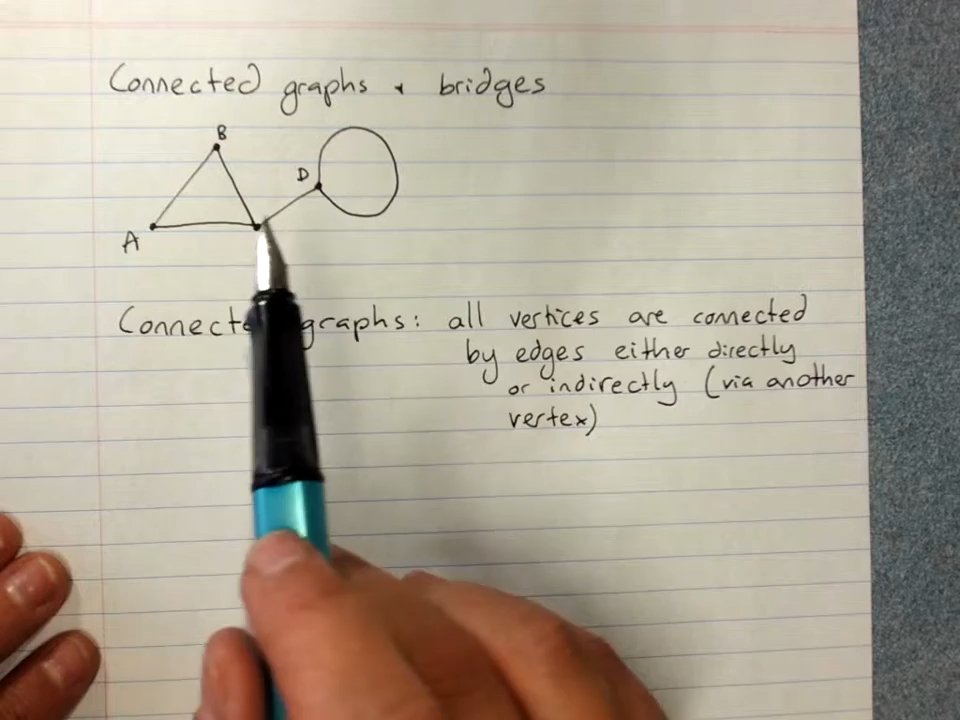 Connected graphs & bridges
B
D
A
graphs: all vertices are connected
by edges either directly
or indirectly (via another
vertex)